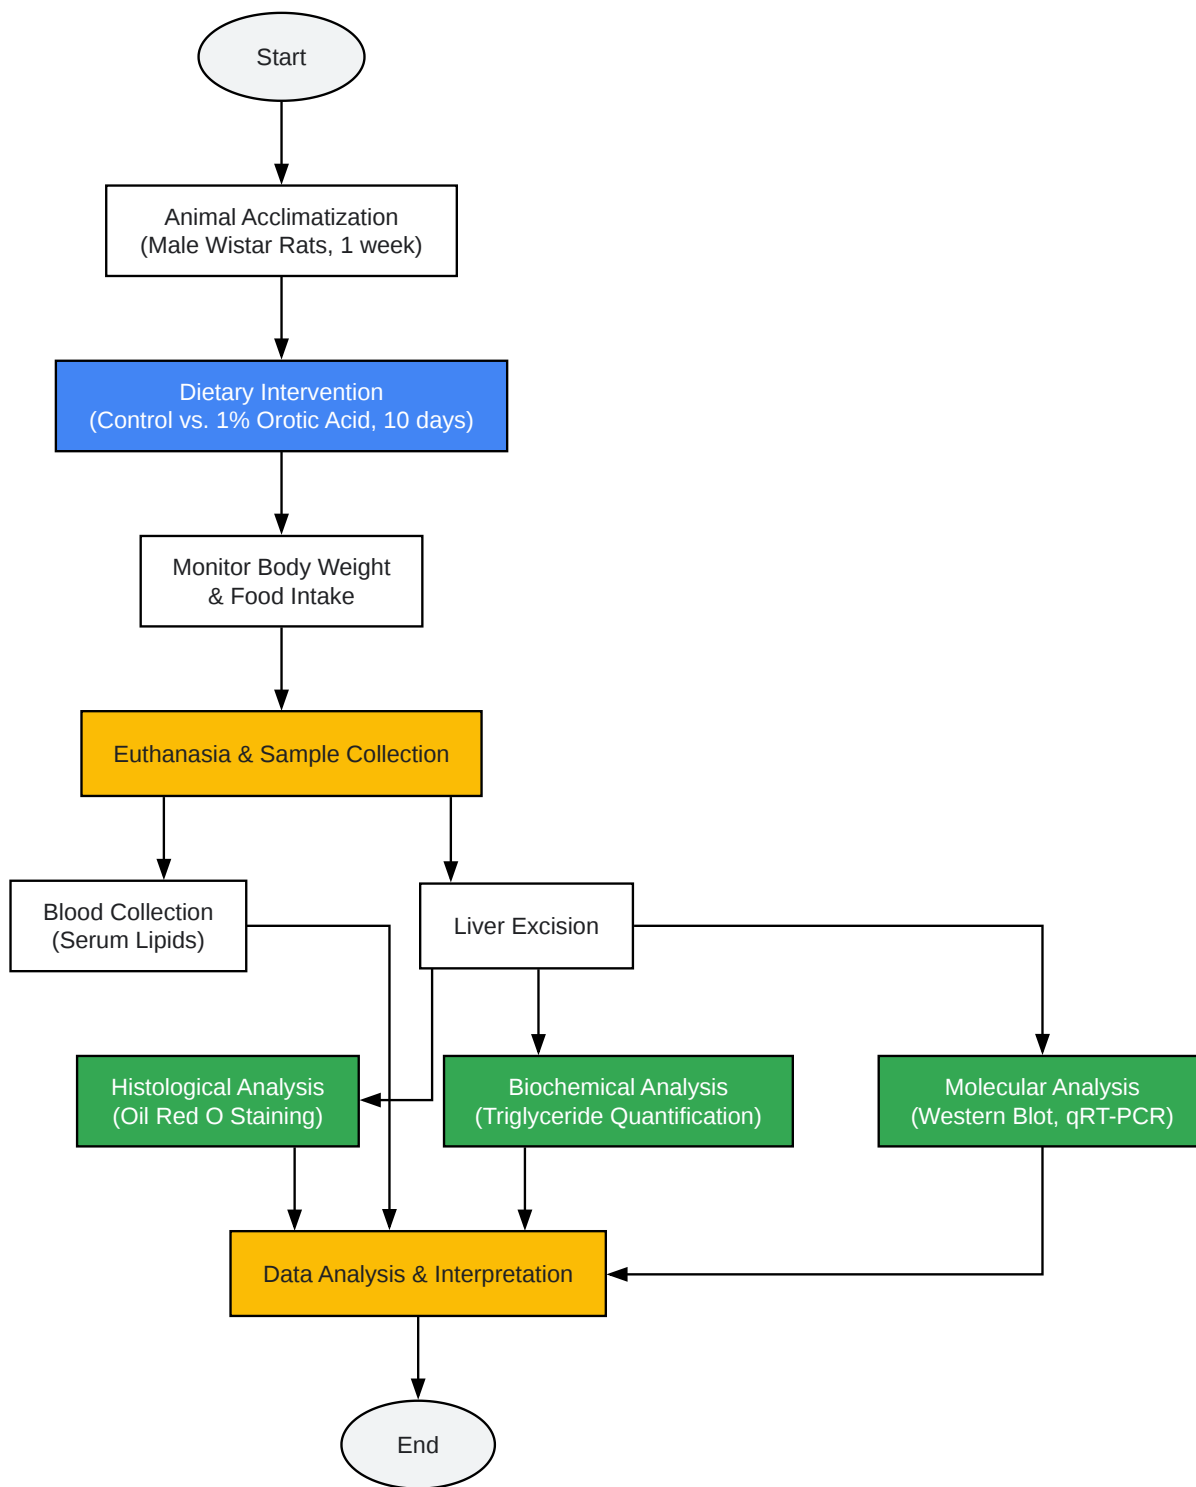 Start
Animal Acclimatization
(Male Wistar Rats, 1 week)
Dietary Intervention
(Control vs. 1% Orotic Acid, 10 days)
Monitor Body Weight
& Food Intake
Euthanasia & Sample Collection
Blood Collection
(Serum Lipids)
Liver Excision
Histological Analysis
(Oil Red O Staining)
Biochemical Analysis
(Triglyceride Quantification)
Molecular Analysis
(Western Blot, qRT-PCR)
Data Analysis & Interpretation
End